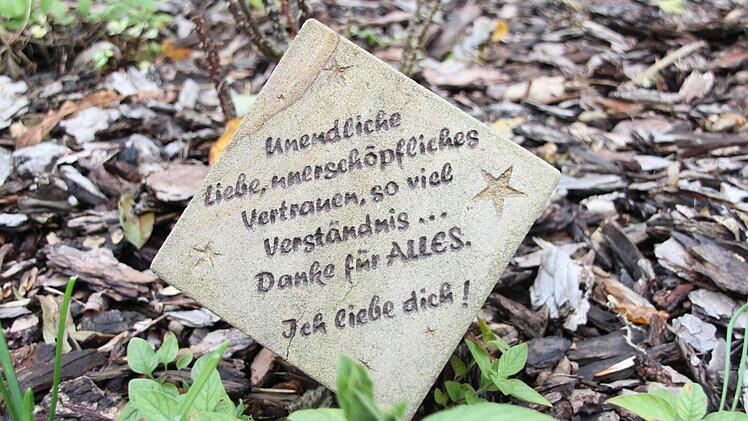 Unendliche
Liebe, unerschöpfliches
Vertrauen, so viel
Verständnis ...
Danke für ALLES.
Ich liebe dich!